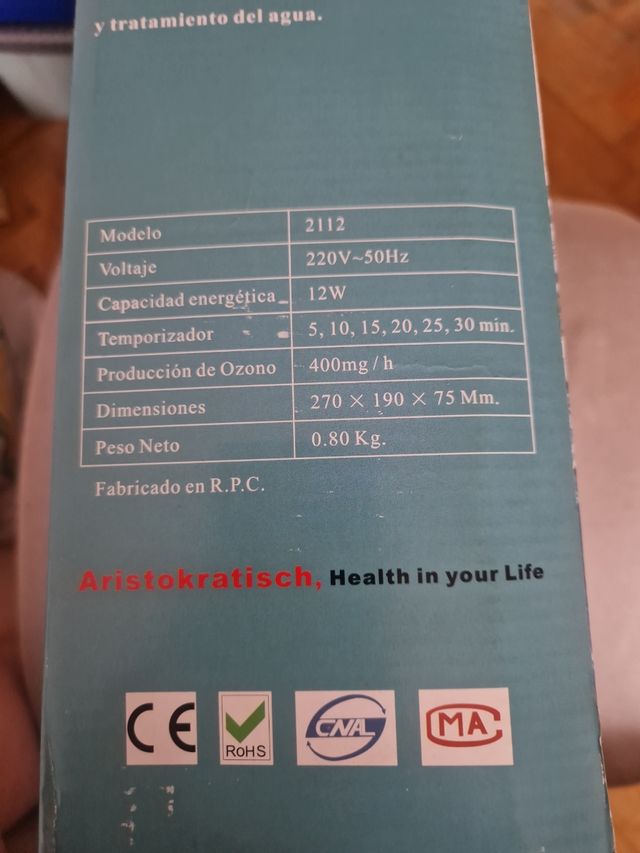 y tratamiento del agua.
Modelo 2112
Voltaje 220V~50Hz
Capacidad energética 12W
Temporizador 5, 10, 15, 20, 25, 30 min.
Producción de Ozono 400mg / h
Dimensiones 270 × 190 × 75 Mm.
Peso Neto 0.80 Kg.
Fabricado en R.P.C.
Aristokratisch, Health in your Life
CE RoHS CNAL MA